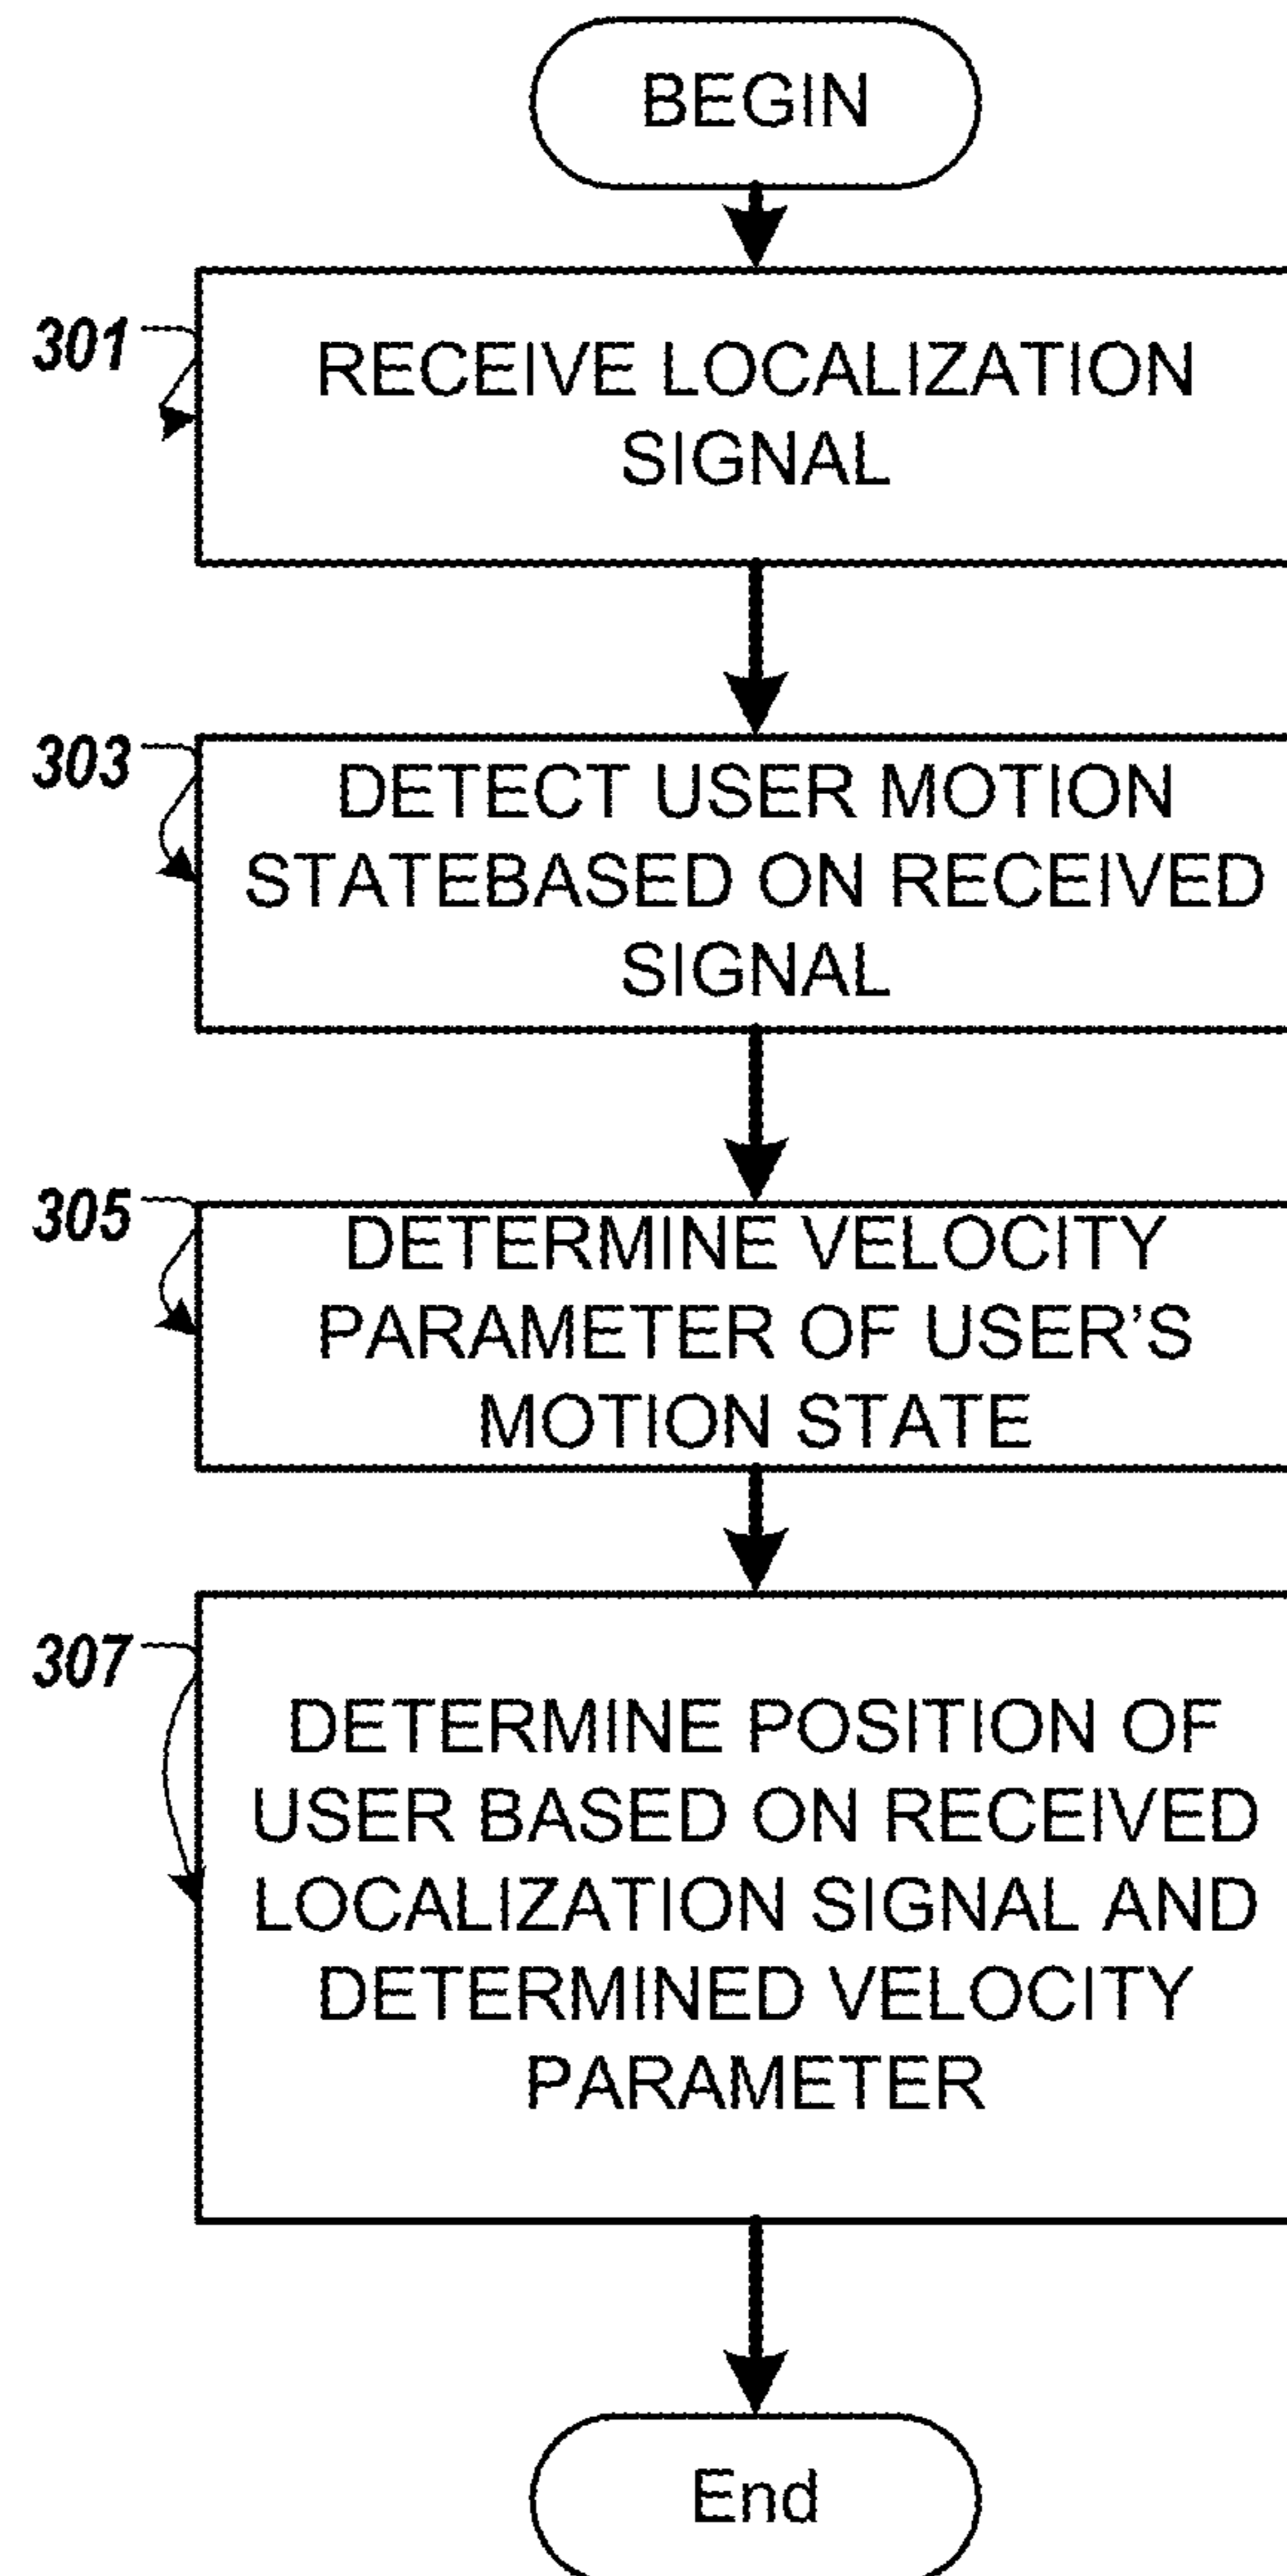 BEGIN
301
RECEIVE LOCALIZATION
SIGNAL
303
DETECT USER MOTION
STATEBASED ON RECEIVED
SIGNAL
305
DETERMINE VELOCITY
PARAMETER OF USER’S
MOTION STATE
307
DETERMINE POSITION OF
USER BASED ON RECEIVED
LOCALIZATION SIGNAL AND
DETERMINED VELOCITY
PARAMETER
End